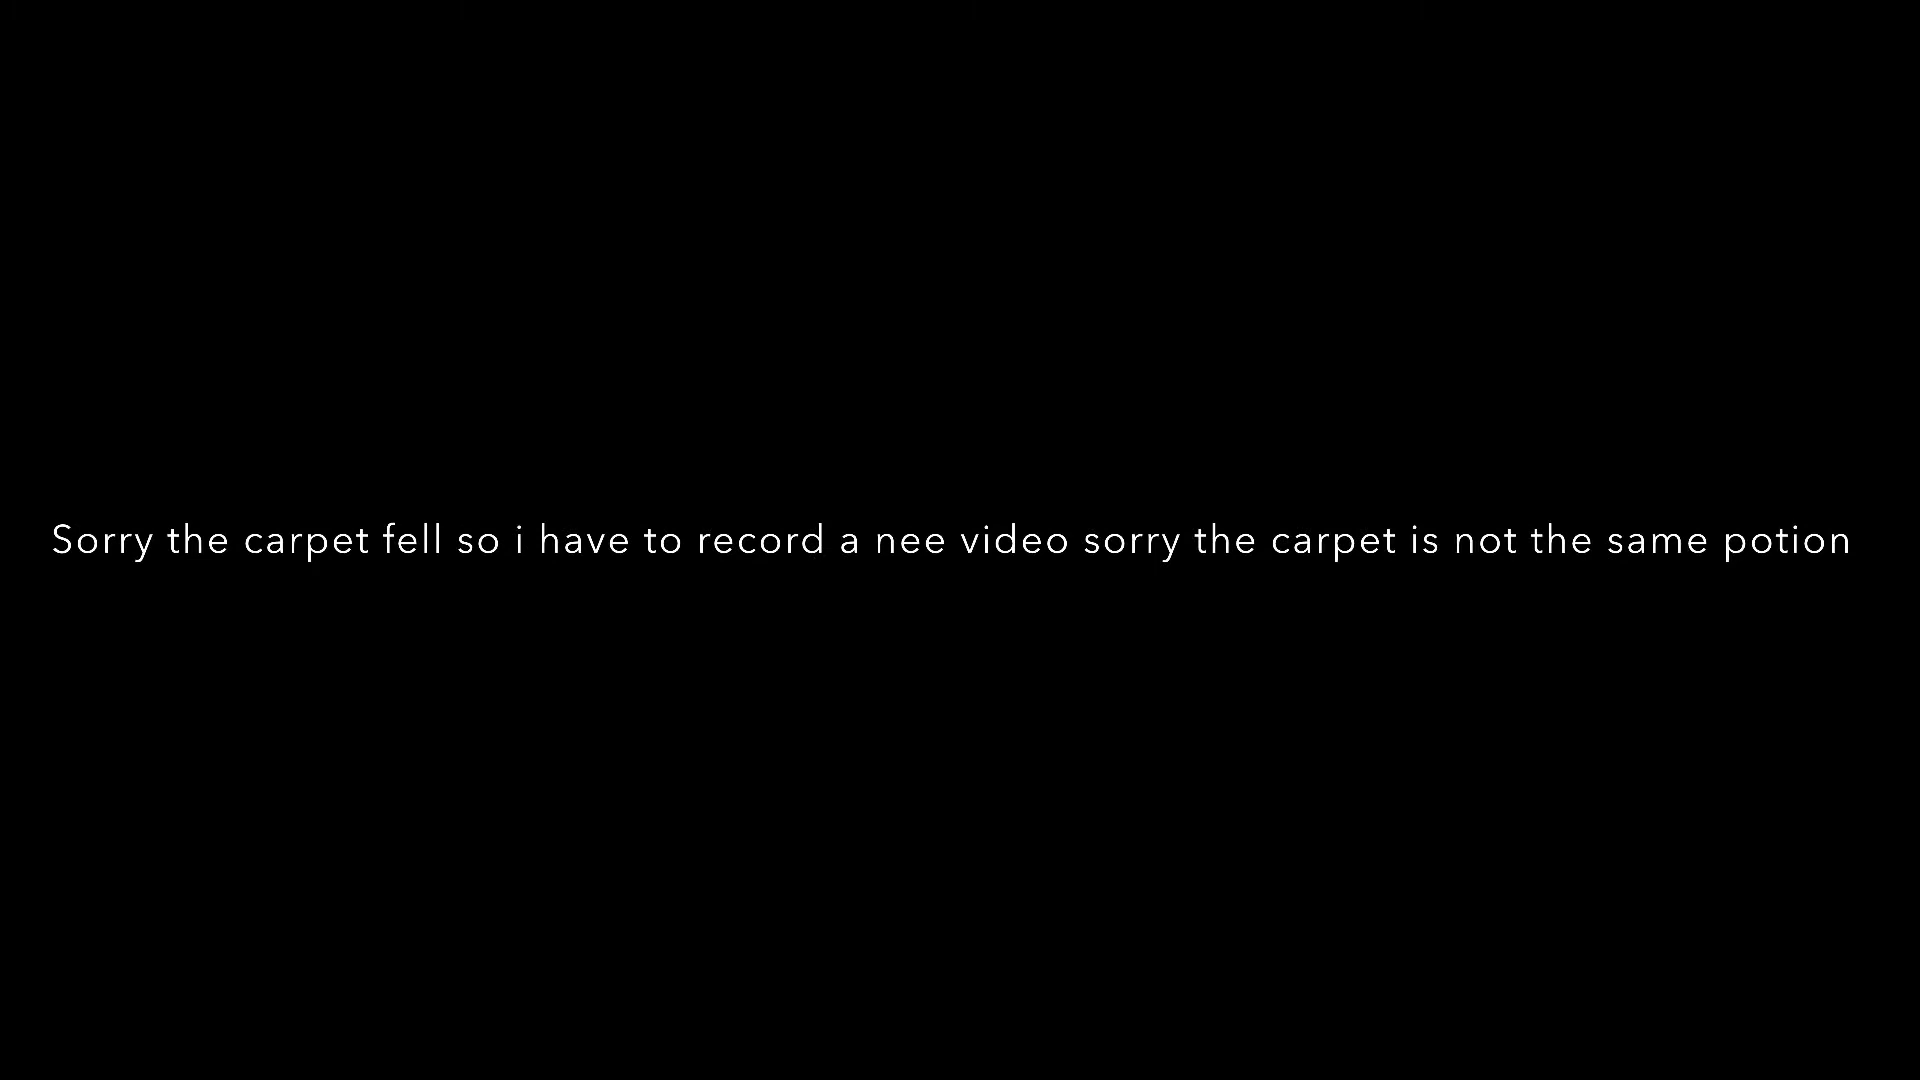 Sorry the carpet fell so i have to record a nee video sorry the carpet is not the same potion